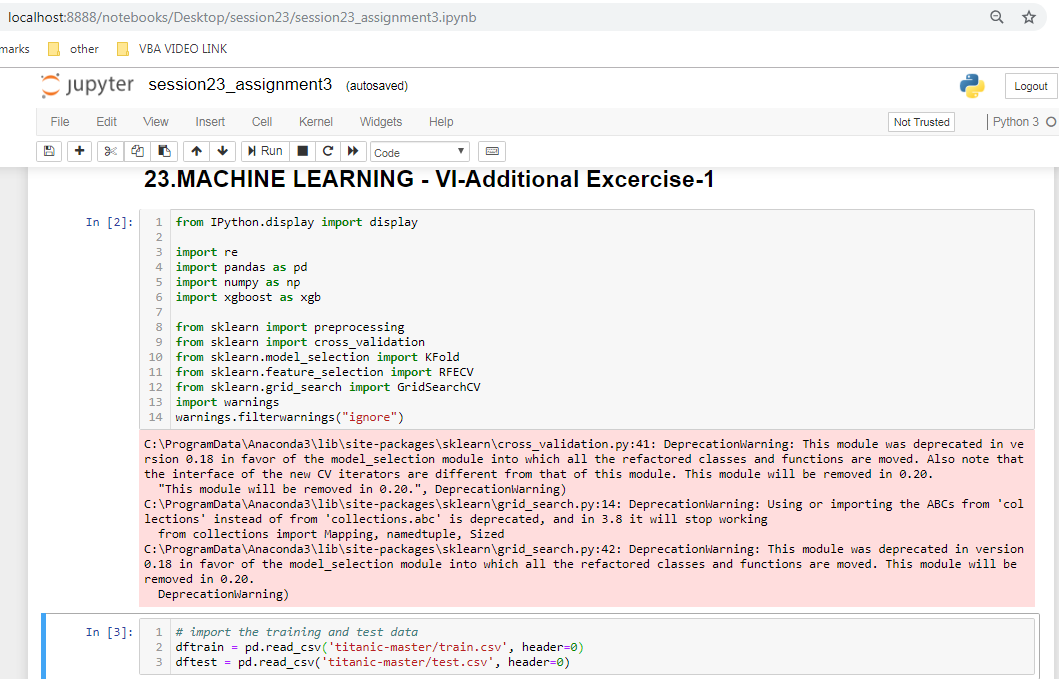 localhost:8888/notebooks/Desktop/session23/session23_assignment3.ipynb
marks other VBA VIDEO LINK
jupyter session23_assignment3 (autosaved) Logout
File Edit View Insert Cell Kernel Widgets Help Not Trusted Python 3
Run Code
23.MACHINE LEARNING - VI-Additional Excercise-1
In [2]: 1 from IPython.display import display
2
3 import re
4 import pandas as pd
5 import numpy as np
6 import xgboost as xgb
7
8 from sklearn import preprocessing
9 from sklearn import cross_validation
10 from sklearn.model_selection import KFold
11 from sklearn.feature_selection import RFECV
12 from sklearn.grid_search import GridSearchCV
13 import warnings
14 warnings.filterwarnings("ignore")
C:\ProgramData\Anaconda3\lib\site-packages\sklearn\cross_validation.py:41: DeprecationWarning: This module was deprecated in ve
rsion 0.18 in favor of the model_selection module into which all the refactored classes and functions are moved. Also note that
the interface of the new CV iterators are different from that of this module. This module will be removed in 0.20.
"This module will be removed in 0.20.", DeprecationWarning)
C:\ProgramData\Anaconda3\lib\site-packages\sklearn\grid_search.py:14: DeprecationWarning: Using or importing the ABCs from 'col
lections' instead of from 'collections.abc' is deprecated, and in 3.8 it will stop working
from collections import Mapping, namedtuple, Sized
C:\ProgramData\Anaconda3\lib\site-packages\sklearn\grid_search.py:42: DeprecationWarning: This module was deprecated in version
0.18 in favor of the model_selection module into which all the refactored classes and functions are moved. This module will be
removed in 0.20.
DeprecationWarning)
In [3]: 1 # import the training and test data
2 dftrain = pd.read_csv('titanic-master/train.csv', header=0)
3 dftest = pd.read_csv('titanic-master/test.csv', header=0)